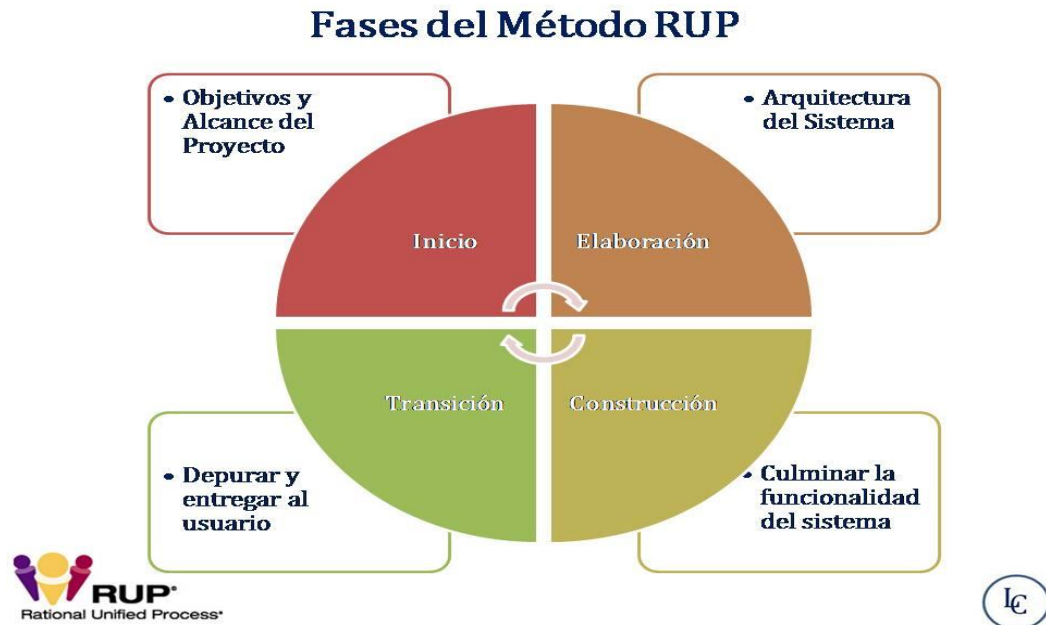 Fases del Método RUP
• Objetivos y
Alcance del
Proyecto
• Arquitectura
del Sistema
Inicio
Elaboración
Transición
Construcción
• Depurar y
entregar al
usuario
• Culminar la
funcionalidad
del sistema
RUP
Rational Unified Process
LC